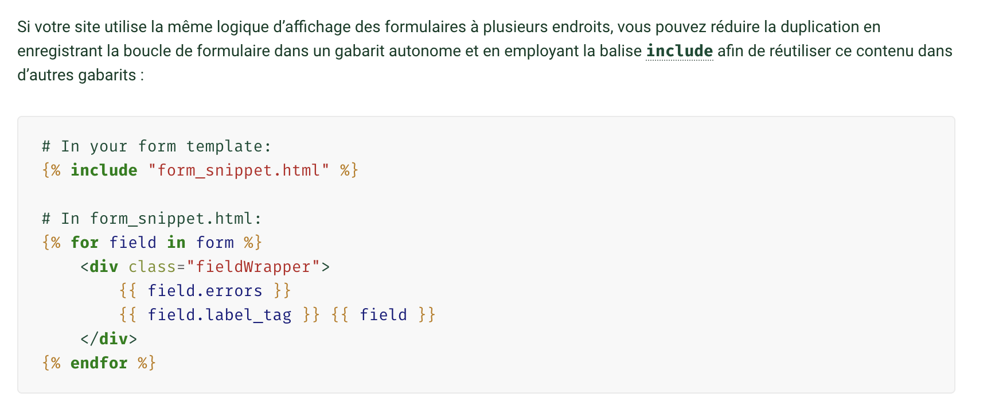 Si votre site utilise la même logique d’affichage des formulaires à plusieurs endroits, vous pouvez réduire la duplication en
enregistrant la boucle de formulaire dans un gabarit autonome et en employant la balise include afin de réutiliser ce contenu dans
d’autres gabarits :
# In your form template:
{% include "form_snippet.html" %}
# In form_snippet.html:
{% for field in form %}
    <div class="fieldWrapper">
        {{ field.errors }}
        {{ field.label_tag }} {{ field }}
    </div>
{% endfor %}